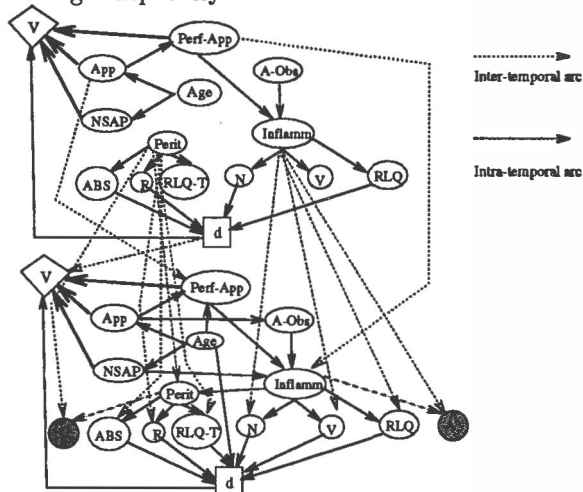 V
Perf-App
App
A-Obs
Inter-temporal arc
Age
NSAP
Inflamm
Perit
Intra-temporal arc
ABS
R
RLQ-T
N
V
RLQ
d
V
Perf-App
App
A-Obs
Age
NSAP
Inflamm
Perit
ABS
R
RLQ-T
N
V
RLQ
d